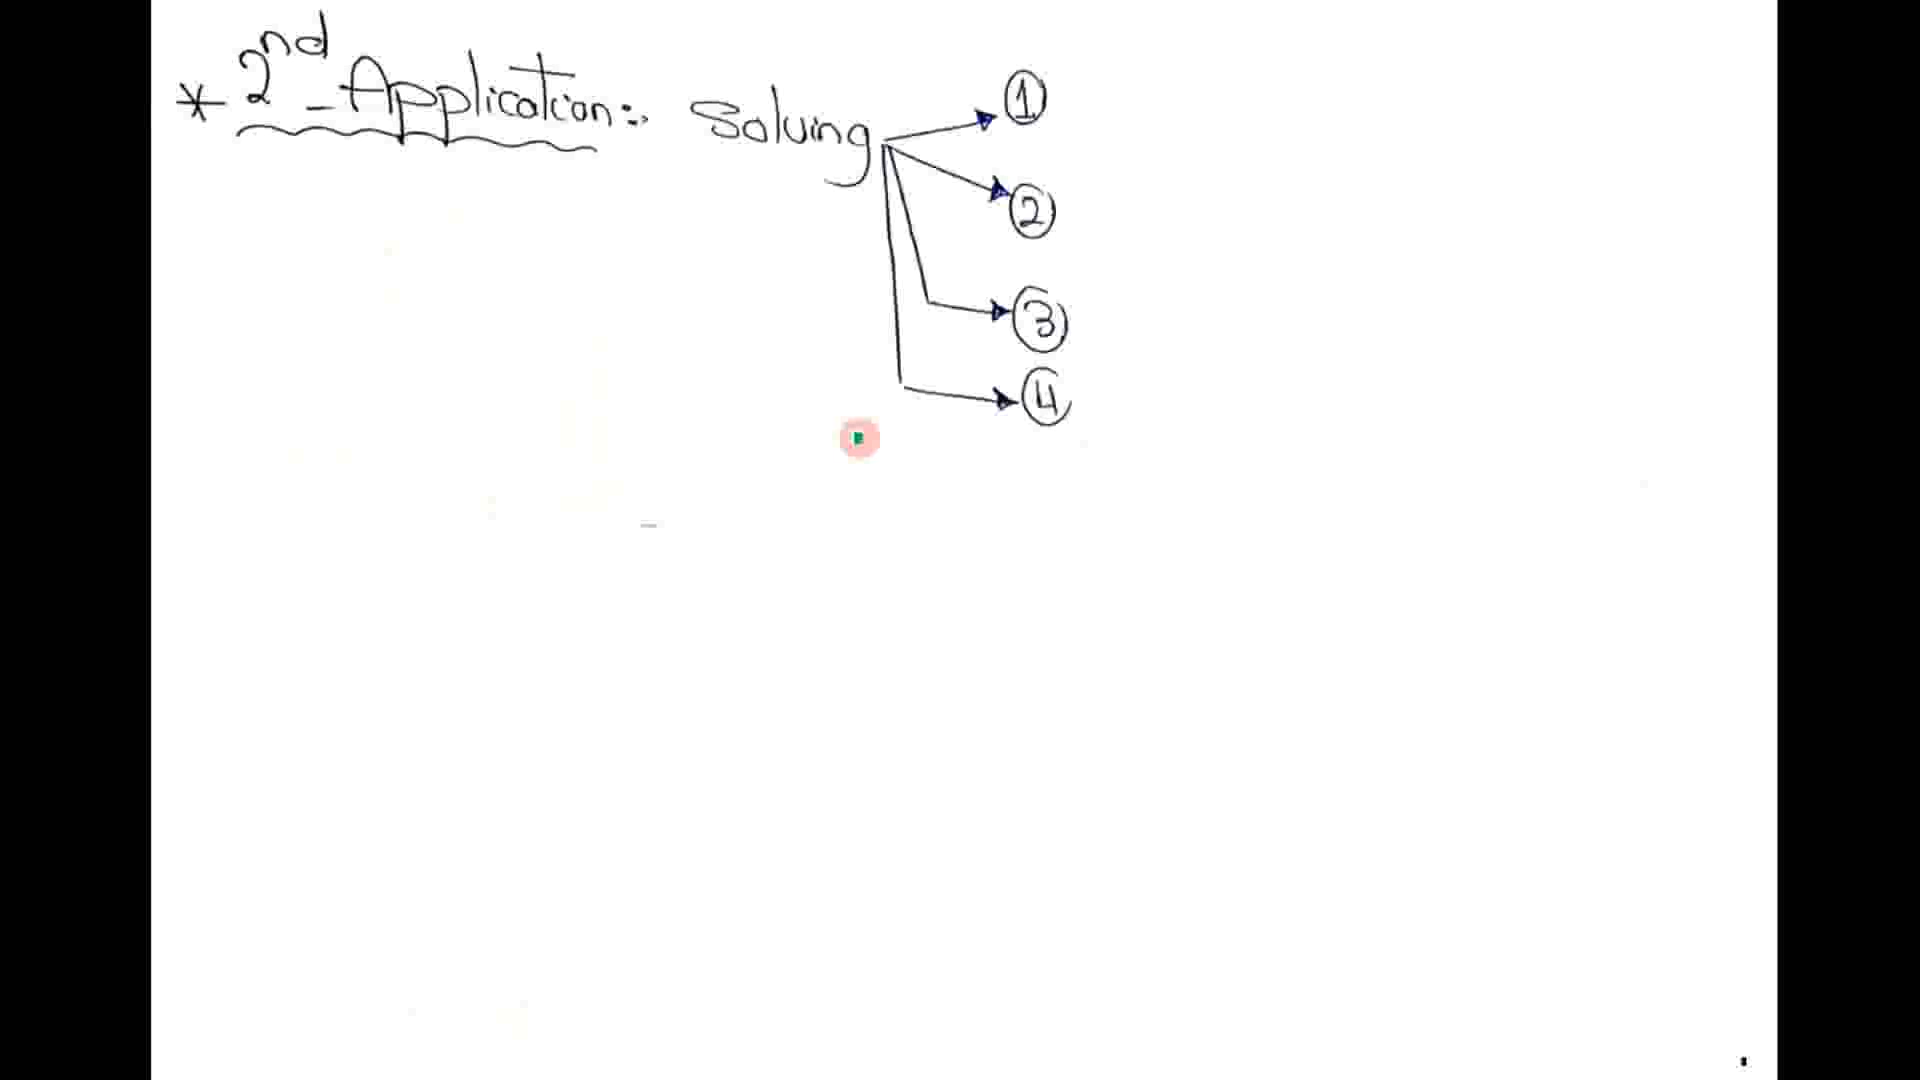 * 2nd - Application:- Solving
①
②
③
④